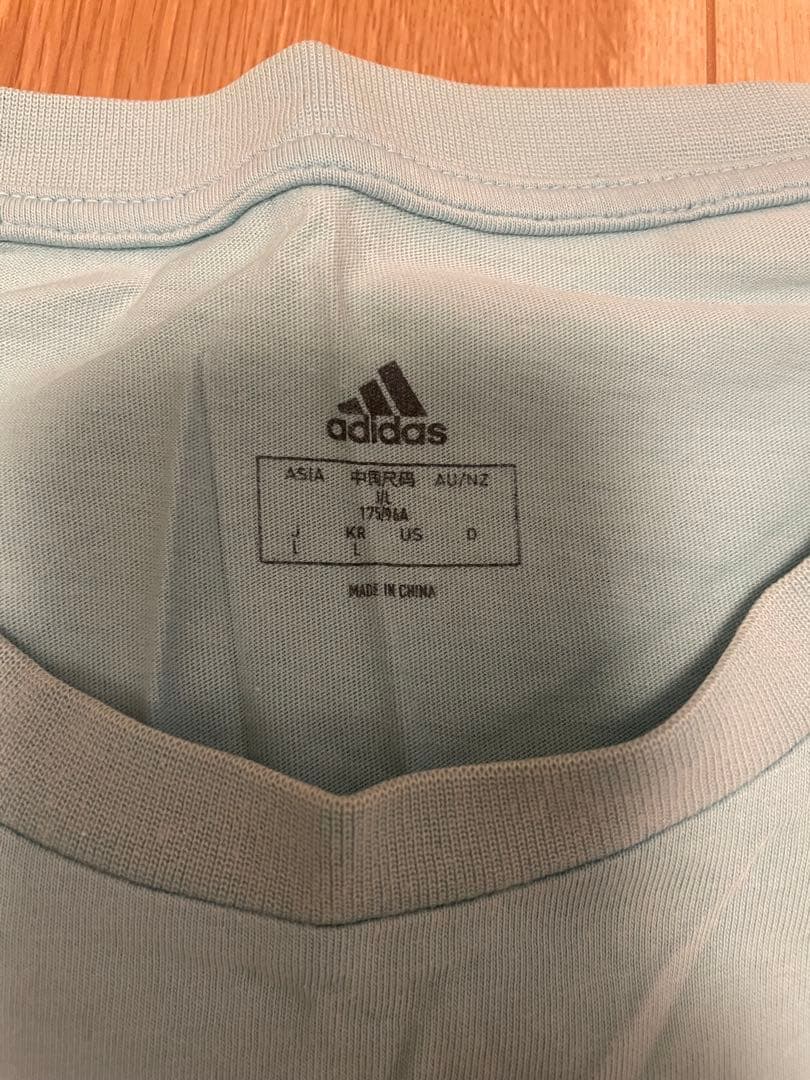 adidas
ASIA 中国尺码 AU/NZ
J/L
175/96A
J KR US D
L L
MADE IN CHINA